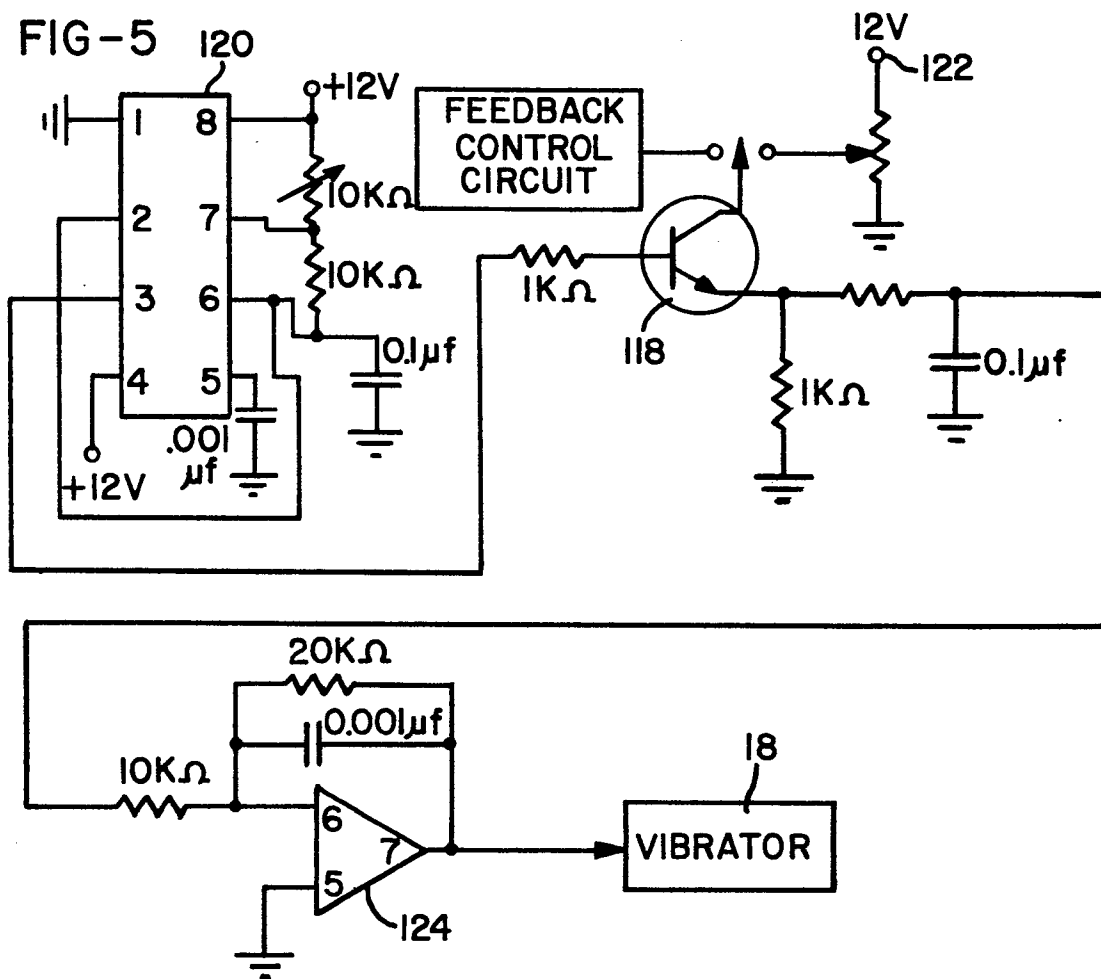 FIG-5
120
12V
122
+12V
FEEDBACK
CONTROL
CIRCUIT
1 8
10KΩ
2 7
10KΩ
1KΩ
3 6
118
0.1μf
0.1μf
4 5
1KΩ
.001
μf
+12V
20KΩ
0.001μf
10KΩ
18
6
7
VIBRATOR
5
124